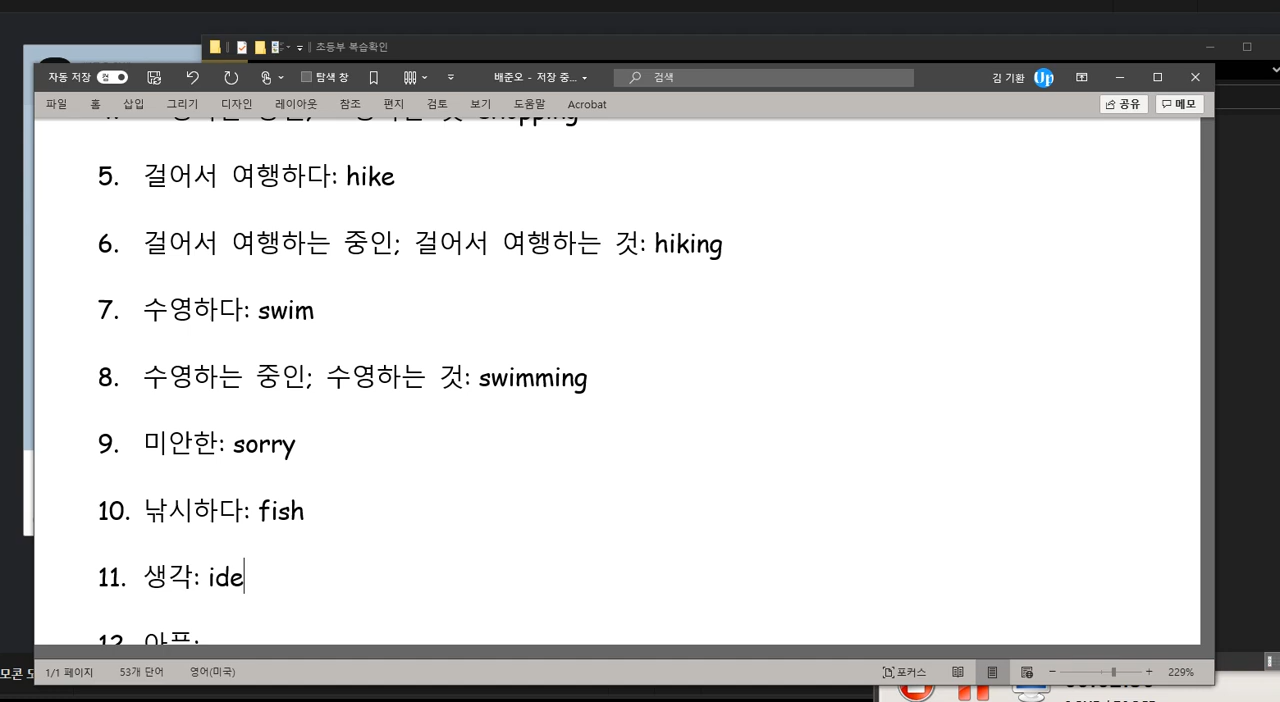 초등부 복습확인
자동 저장 탐색 창 배준오 - 저장 중... 검색 김 기환 Up
파일 홈 삽입 그리기 디자인 레이아웃 참조 편지 검토 보기 도움말 Acrobat 공유 메모
5. 걸어서 여행하다: hike
6. 걸어서 여행하는 중인; 걸어서 여행하는 것: hiking
7. 수영하다: swim
8. 수영하는 중인; 수영하는 것: swimming
9. 미안한: sorry
10. 낚시하다: fish
11. 생각: ide
12. 아픈:
1/1 페이지 53개 단어 영어(미국) 포커스 229%